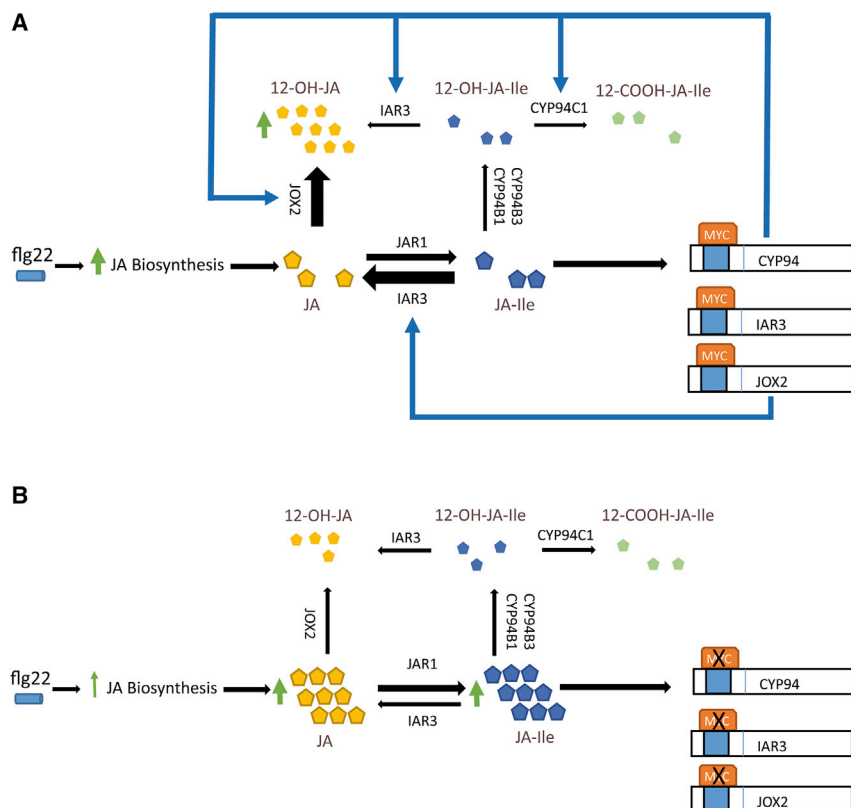 A
12-OH-JA
12-OH-JA-Ile
12-COOH-JA-Ile
IAR3
CYP94C1
JOX2
CYP94B3
CYP94B1
MYC
flg22
JA Biosynthesis
JAR1
CYP94
IAR3
JA
JA-Ile
MYC
IAR3
MYC
JOX2
B
12-OH-JA
12-OH-JA-Ile
12-COOH-JA-Ile
IAR3
CYP94C1
JOX2
CYP94B3
CYP94B1
MYC
flg22
JA Biosynthesis
JAR1
CYP94
IAR3
JA
JA-Ile
MYC
IAR3
MYC
JOX2